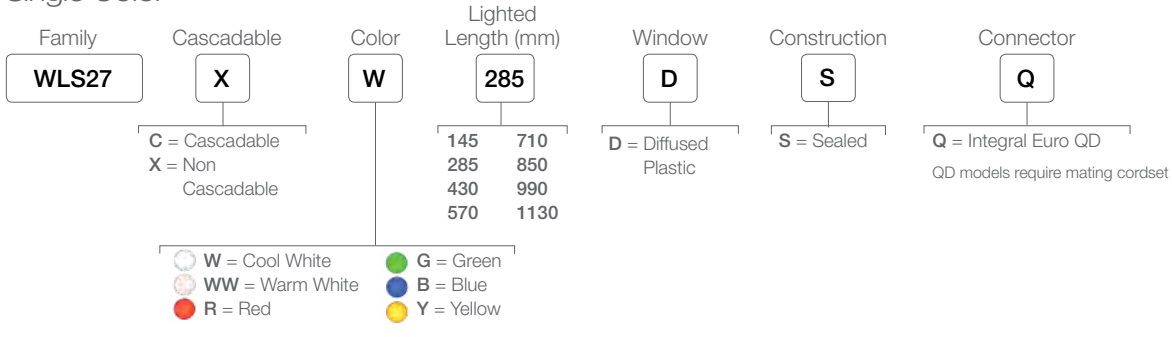 Single Color
Family
Cascadable
Color
Lighted
Length (mm)
Window
Construction
Connector
WLS27
X
W
285
D
S
Q
C = Cascadable
X = Non
Cascadable
145 710
285 850
430 990
570 1130
D = Diffused
Plastic
S = Sealed
Q = Integral Euro QD
QD models require mating cordset
W = Cool White
WW = Warm White
R = Red
G = Green
B = Blue
Y = Yellow